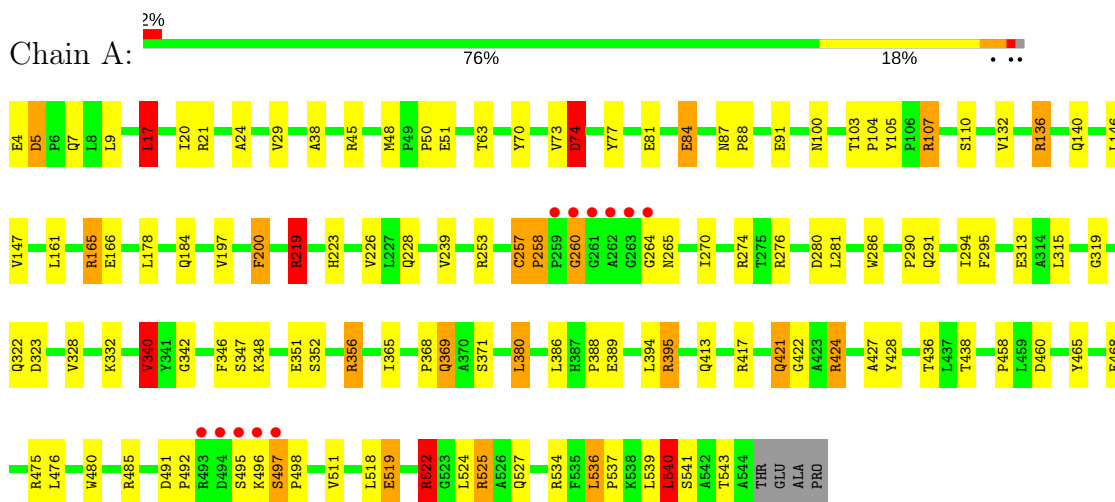 2%
Chain A:
76% 18% • ••
E4 D5 P6 Q7 L8 L9 L17 I20 R21 A24 V29 A38 R45 M48 P49 P50 E51 T63 Y70 V73 D74 Y77 E81 E84 N87 P88 E91 N100 T103 P104 Y105 P106 R107 S110 V132 R136 Q140 L146
V147 L161 R165 E166 L178 Q184 V197 F200 R219 H223 V226 L227 Q228 V239 R253 C257 P258 P259 G260 G261 A262 G263 G264 N265 I270 R274 T275 R276 D280 L281 W286 P290 Q291 I294 F295 E313 A314 L315 G319
Q322 D323 V328 K332 V340 Y341 G342 F346 S347 K348 E351 S352 R356 I365 P368 Q369 A370 S371 L380 L386 H387 P388 E389 L394 R395 Q413 R417 Q421 G422 A423 R424 A427 Y428 T436 L437 T438 P458 L459 D460 Y465 E468
R475 L476 W480 R485 D491 P492 R493 D494 S495 K496 S497 P498 V511 L518 E519 R522 G523 L524 R525 A526 Q527 R534 F535 L536 P537 K538 L539 L540 S541 A542 T543 A544 THR GLU ALA PRO